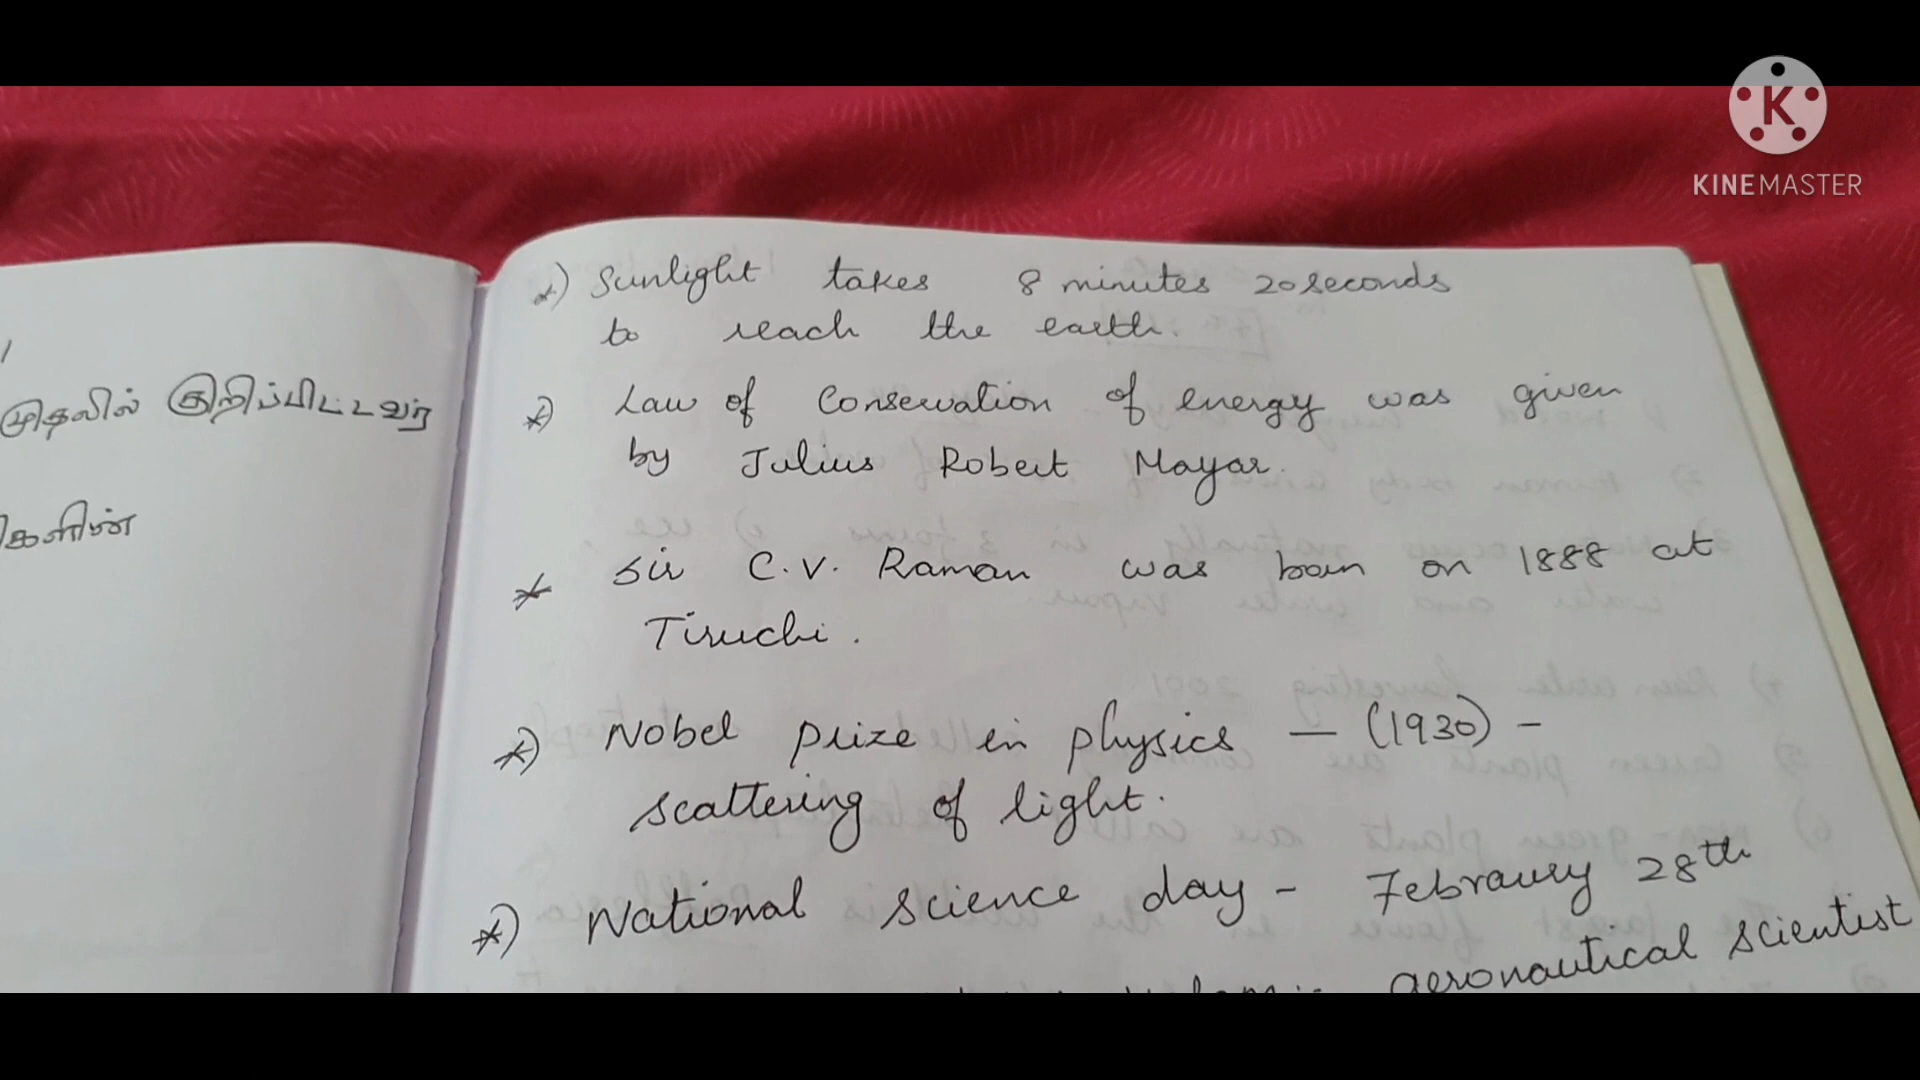 KINEMASTER
முதலில் குறிப்பிட்டவர்
*) Sunlight takes 8 minutes 20 seconds
to reach the earth.
*) Law of Conservation of energy was given
by Julius Robert Mayar.
* Sir C.V. Raman was born on 1888 at
Tiruchi.
*) Nobel prize in physics — (1930) -
scattering of light.
*) National science day - Febraury 28th
aeronautical scientist